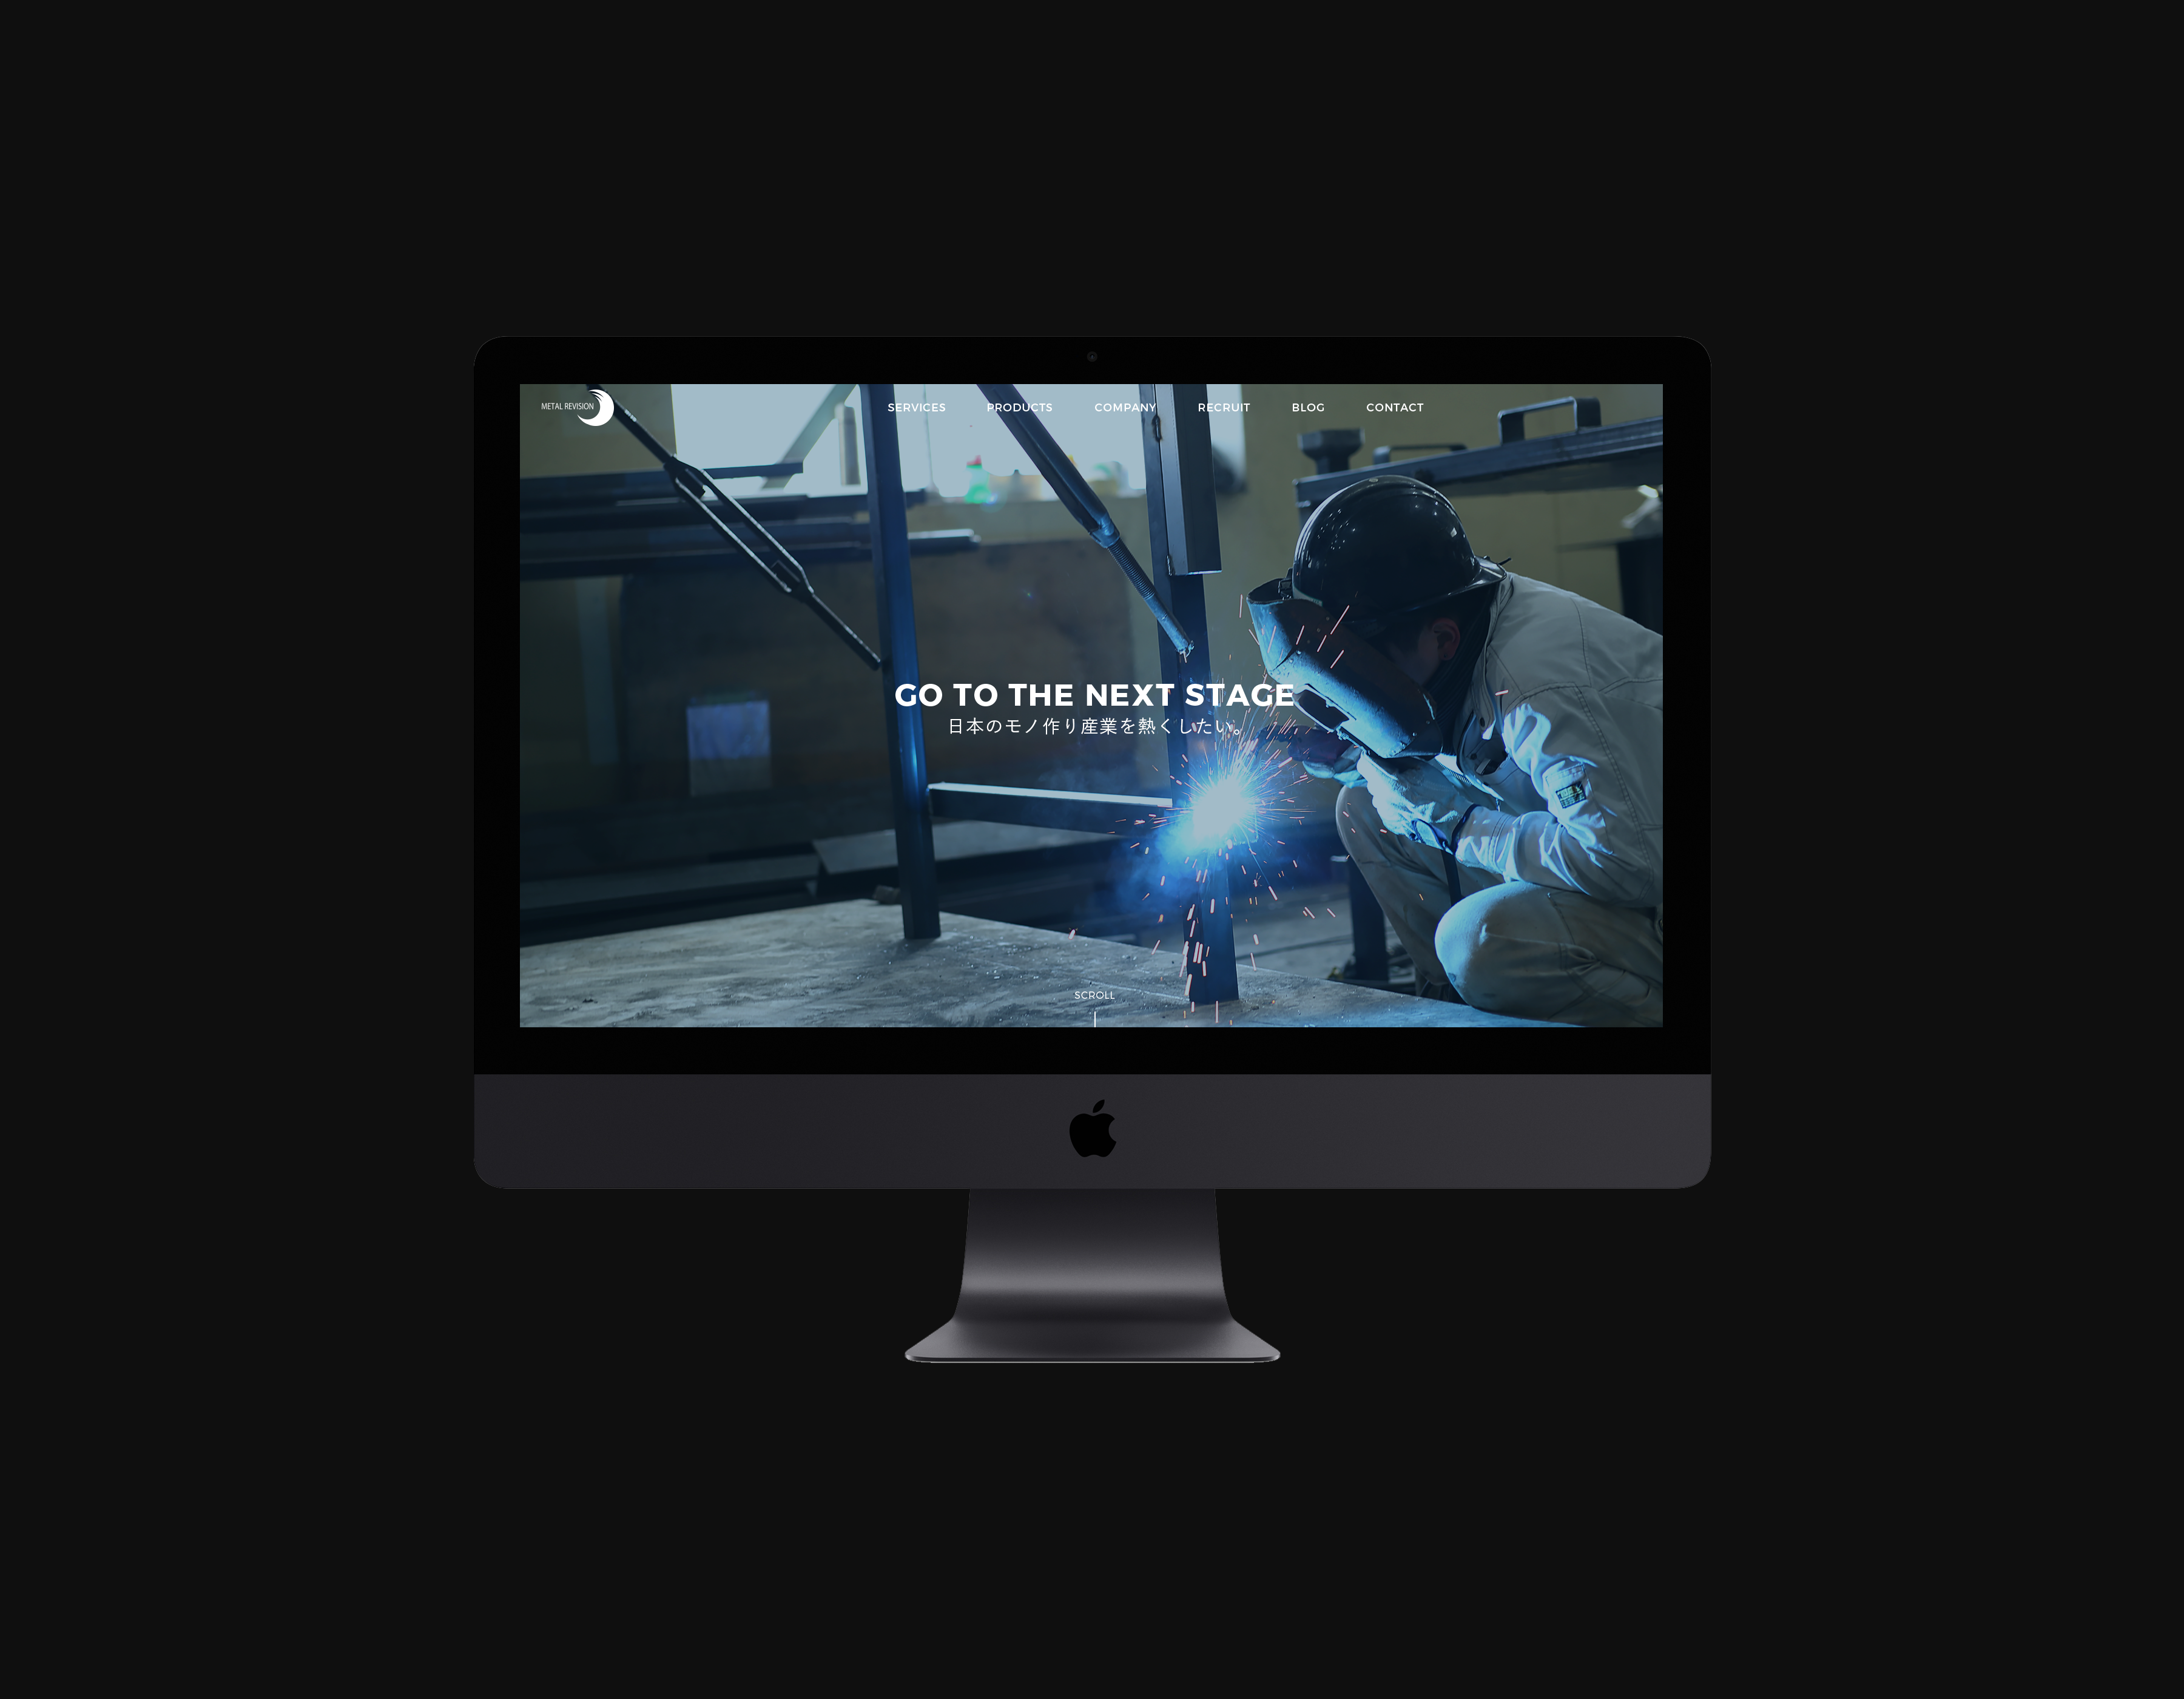 METAL REVISION
SERVICES PRODUCTS COMPANY RECRUIT BLOG CONTACT
GO TO THE NEXT STAGE
日本のモノ作り産業を熱くしたい。
SCROLL